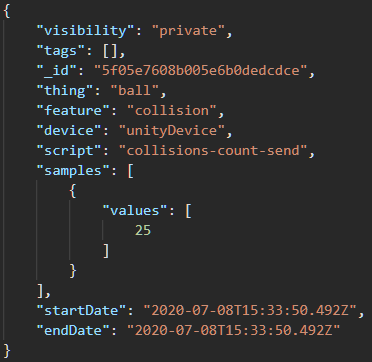 {
    "visibility": "private",
    "tags": [],
    "_id": "5f05e7608b005e6b0dedcdce",
    "thing": "ball",
    "feature": "collision",
    "device": "unityDevice",
    "script": "collisions-count-send",
    "samples": [
        {
            "values": [
                25
            ]
        }
    ],
    "startDate": "2020-07-08T15:33:50.492Z",
    "endDate": "2020-07-08T15:33:50.492Z"
}